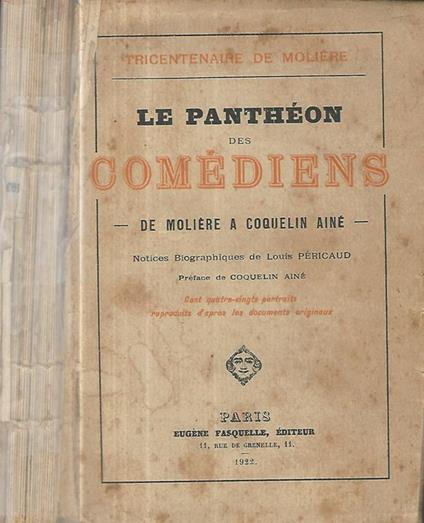 TRICENTENAIRE DE MOLIÈRE
LE PANTHÉON
DES
COMÉDIENS
— DE MOLIÈRE A COQUELIN AINÉ —
Notices Biographiques de Louis PÉRICAUD
Préface de COQUELIN AINÉ
Cent quatre-vingts portraits
reproduits d'après les documents originaux
PARIS
EUGÈNE FASQUELLE, ÉDITEUR
11, RUE DE GRENELLE, 11.
1922.